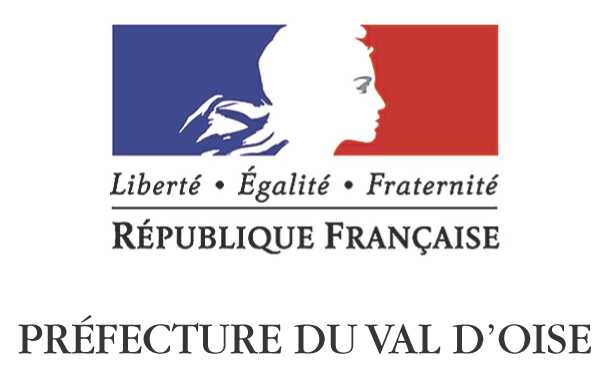 Liberté • Égalité • Fraternité
RÉPUBLIQUE FRANÇAISE
PRÉFECTURE DU VAL D’OISE